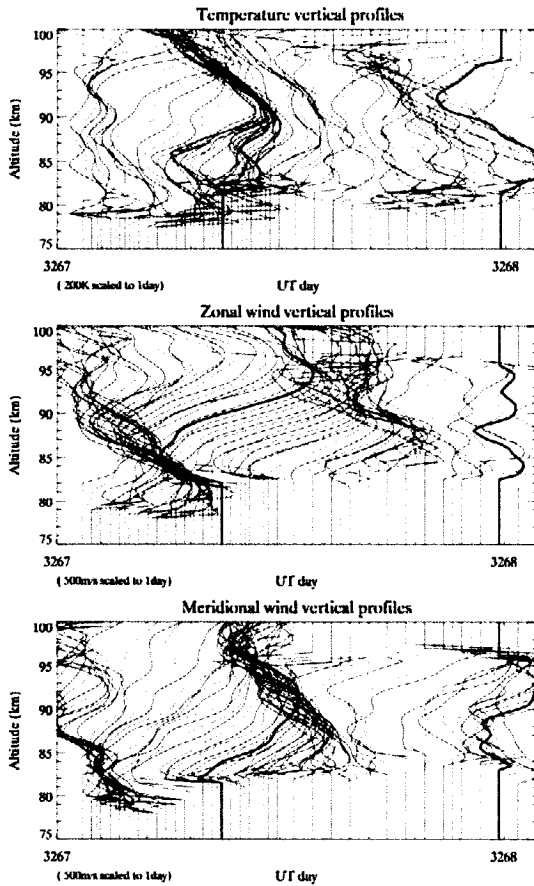 Temperature vertical profiles
100
95
90
85
80
75
Altitude (km)
3267
3268
( 200K scaled to 1day)
UT day
Zonal wind vertical profiles
100
95
90
85
80
75
Altitude (km)
3267
3268
( 500m/s scaled to 1day)
UT day
Meridional wind vertical profiles
100
95
90
85
80
75
Altitude (km)
3267
3268
( 500m/s scaled to 1day)
UT day